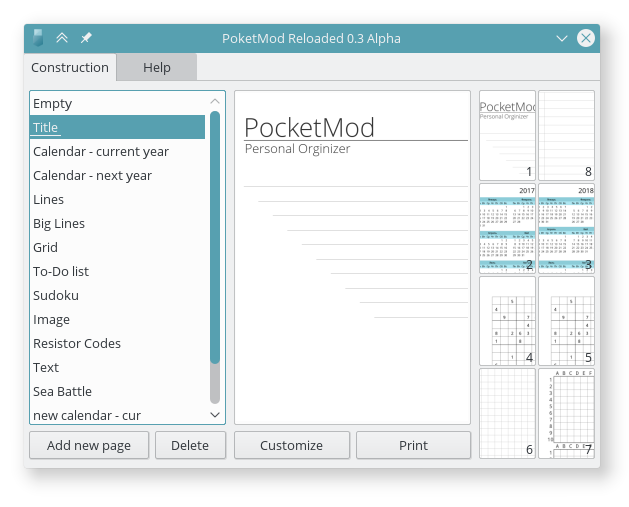 PoketMod Reloaded 0.3 Alpha
Construction
Help
Empty
Title
Calendar - current year
Calendar - next year
Lines
Big Lines
Grid
To-Do list
Sudoku
Image
Resistor Codes
Text
Sea Battle
new calendar - cur
Add new page
Delete
PocketMod
Personal Orginizer
Customize
Print
PocketMod
Personal Orginizer
1
8
2017
2
2018
3
4
5
6
A B C D E F
7